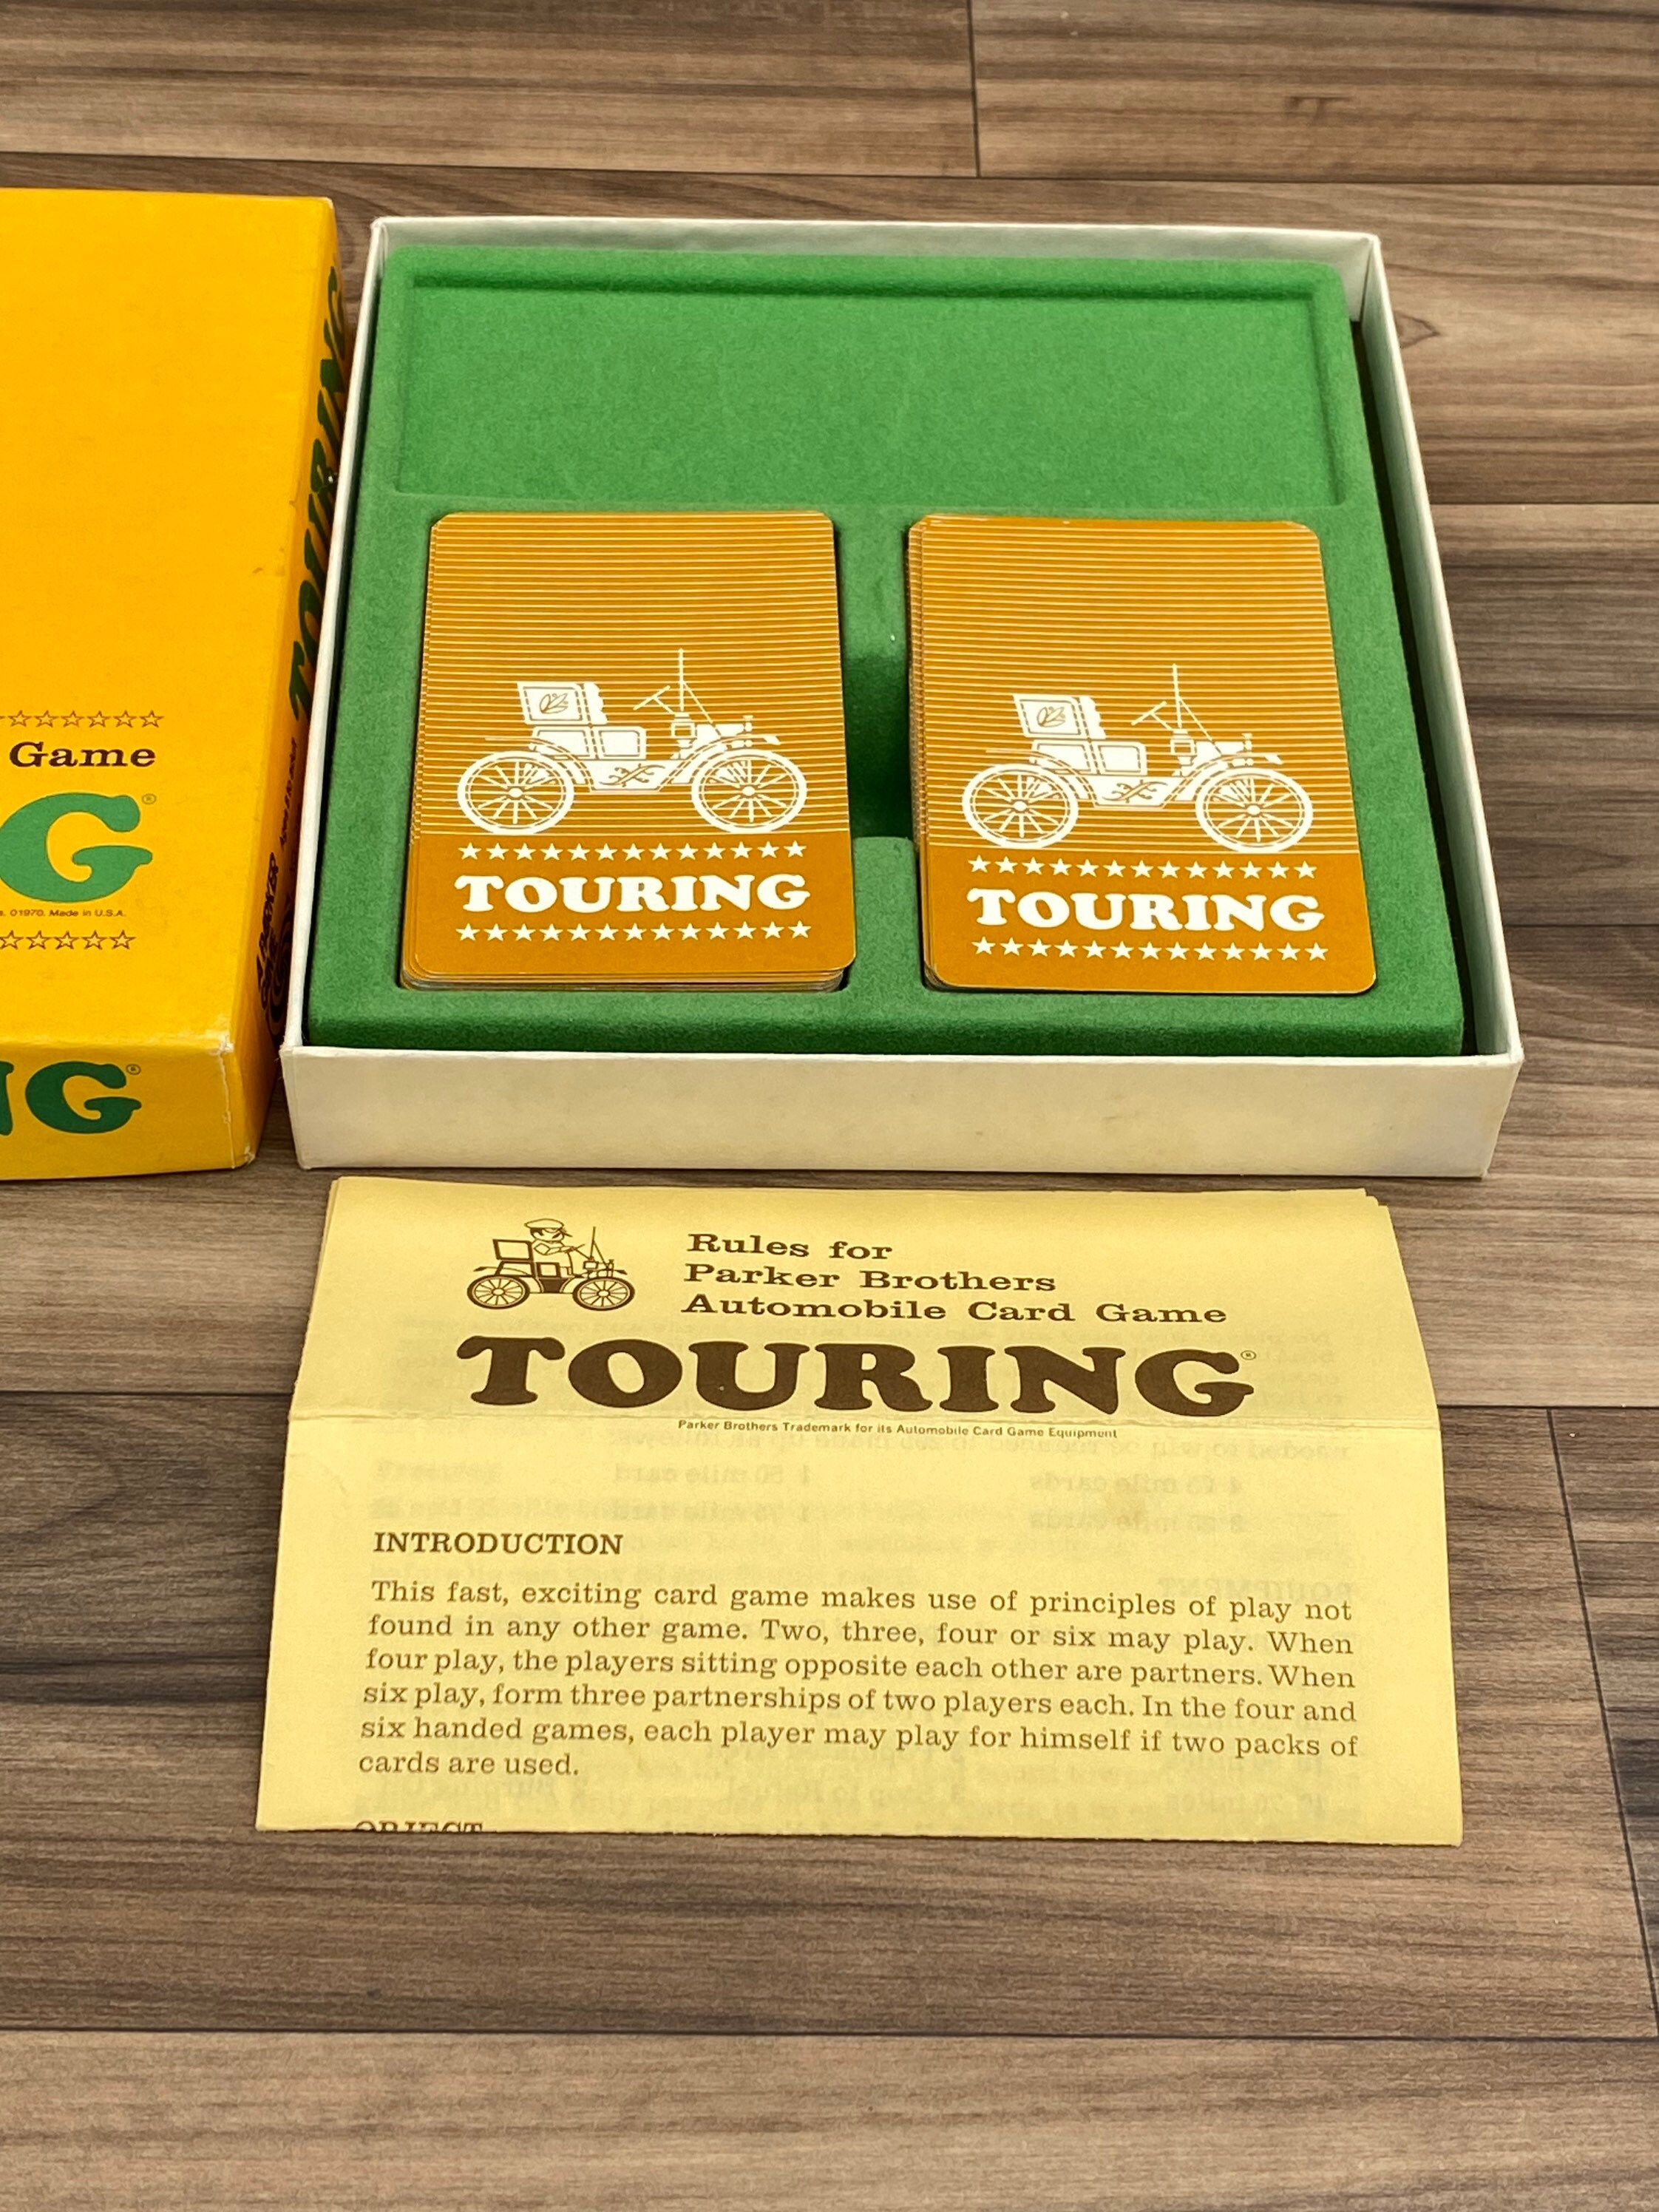 Game
G®
s. ©1970. Made in U.S.A.
NG®
TOURING
PARKER
TOURING
TOURING
Rules for
Parker Brothers
Automobile Card Game
TOURING®
Parker Brothers Trademark for its Automobile Card Game Equipment
INTRODUCTION
This fast, exciting card game makes use of principles of play not
found in any other game. Two, three, four or six may play. When
four play, the players sitting opposite each other are partners. When
six play, form three partnerships of two players each. In the four and
six handed games, each player may play for himself if two packs of
cards are used.
OBJECT